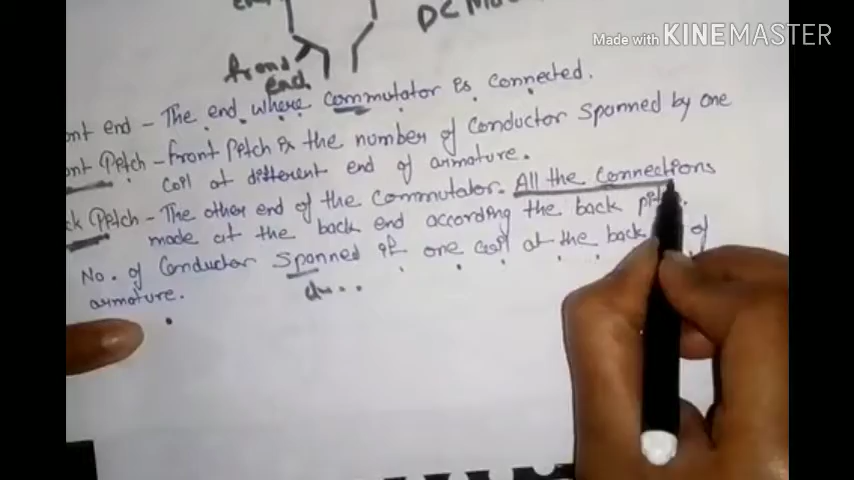 DC Mo
Made with KINEMASTER
frond
end
ont end - The end where commutator is connected.
ont Pitch - front Pitch is the number of Conductor Spanned by one
coil at different end of armature.
ck Pitch - The other end of the commutator. All the connections
made at the back end according the back pitch.
No. of Conductor Spanned of one coil at the back of
armature.